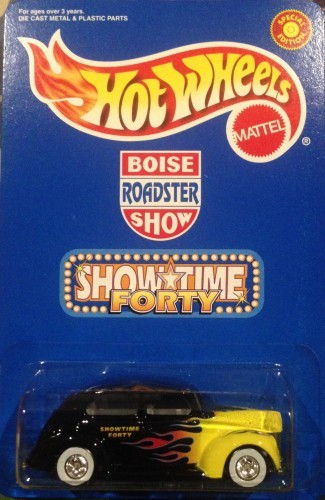 For ages over 3 years.
DIE CAST METAL & PLASTIC PARTS
SPECIAL
EDITION
HOT WHEELS
MATTEL
®
BOISE
ROADSTER
SHOW
SHOWTIME
FORTY
SHOWTIME
FORTY